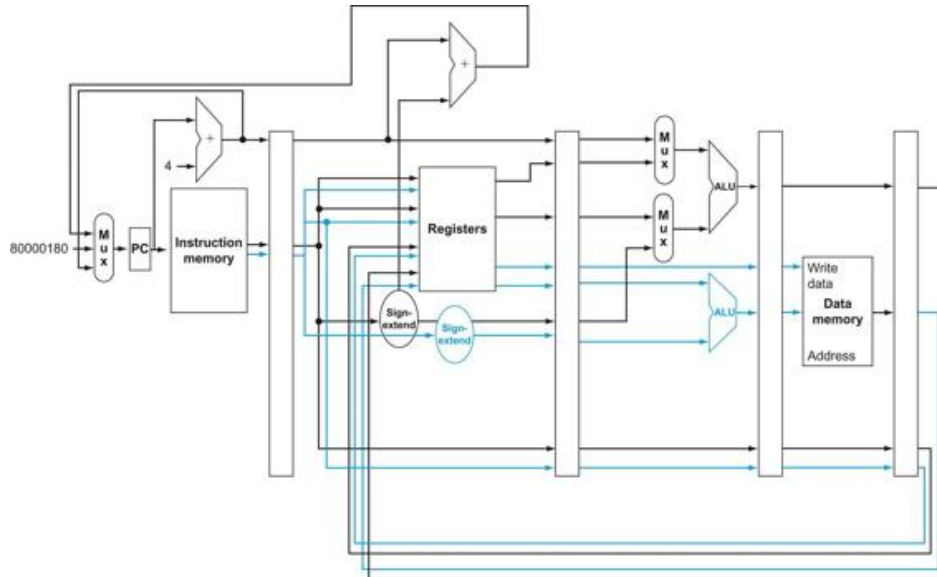 +
+
4
M
u
x
ALU
Registers
M
u
x
80000180
M
u
x
PC
Instruction
memory
Write
data
Data
memory
Address
ALU
Sign-
extend
Sign-
extend